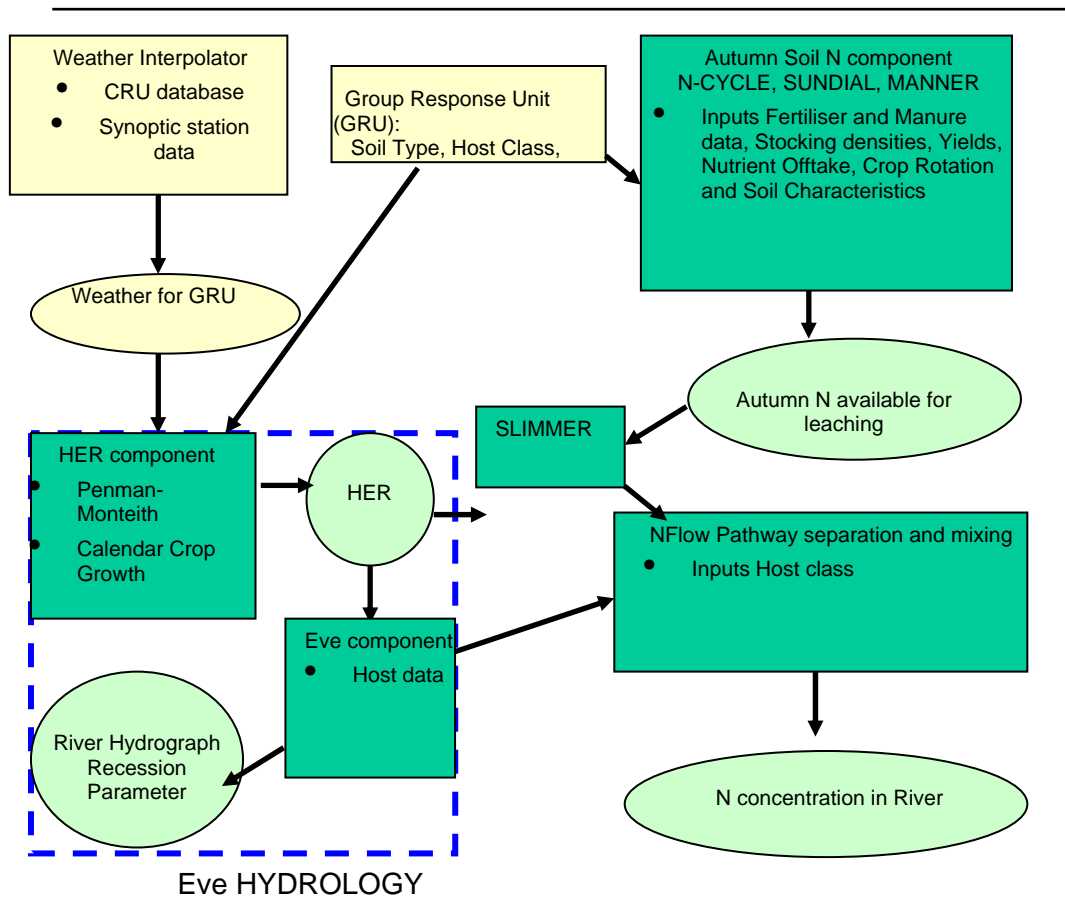 Weather Interpolator
• CRU database
• Synoptic station
data
Group Response Unit
(GRU):
Soil Type, Host Class,
Autumn Soil N component
N-CYCLE, SUNDIAL, MANNER
• Inputs Fertiliser and Manure
data, Stocking densities, Yields,
Nutrient Offtake, Crop Rotation
and Soil Characteristics
Weather for GRU
Autumn N available for
leaching
SLIMMER
HER component
• Penman-
Monteith
• Calendar Crop
Growth
HER
NFlow Pathway separation and mixing
• Inputs Host class
Eve component
• Host data
River Hydrograph
Recession
Parameter
N concentration in River
Eve HYDROLOGY